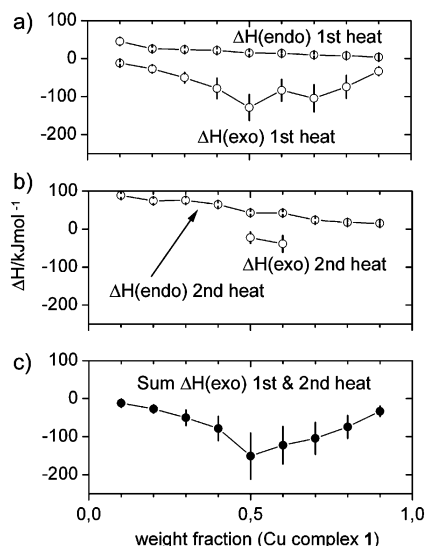 a)
ΔH(endo) 1st heat
100
0
-100
-200
ΔH(exo) 1st heat
b)
100
0
-100
-200
ΔH(exo) 2nd heat
ΔH(endo) 2nd heat
ΔH/kJmol⁻¹
c)
Sum ΔH(exo) 1st & 2nd heat
100
0
-100
-200
0,0 0,5 1,0
weight fraction (Cu complex 1)